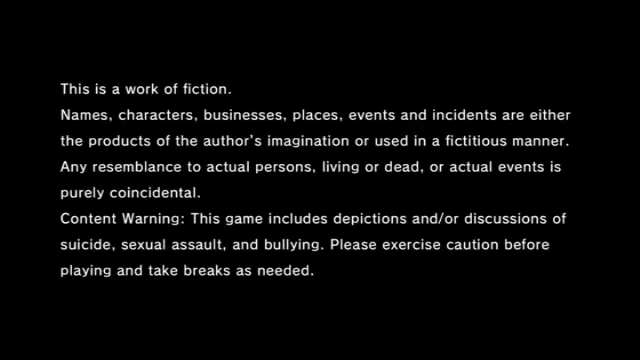 This is a work of fiction.
Names, characters, businesses, places, events and incidents are either
the products of the author's imagination or used in a fictitious manner.
Any resemblance to actual persons, living or dead, or actual events is
purely coincidental.
Content Warning: This game includes depictions and/or discussions of
suicide, sexual assault, and bullying. Please exercise caution before
playing and take breaks as needed.